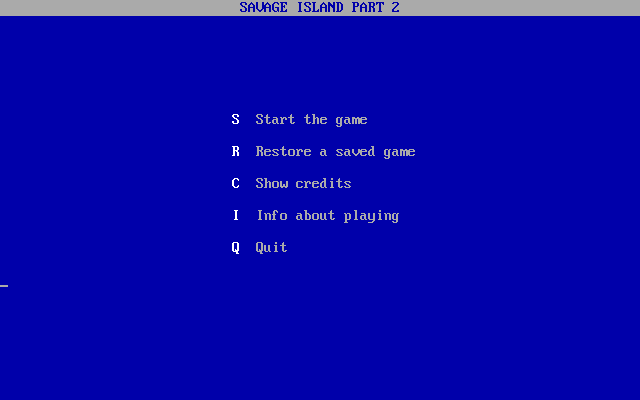 SAVAGE ISLAND PART 2
S Start the game
R Restore a saved game
C Show credits
I Info about playing
Q Quit